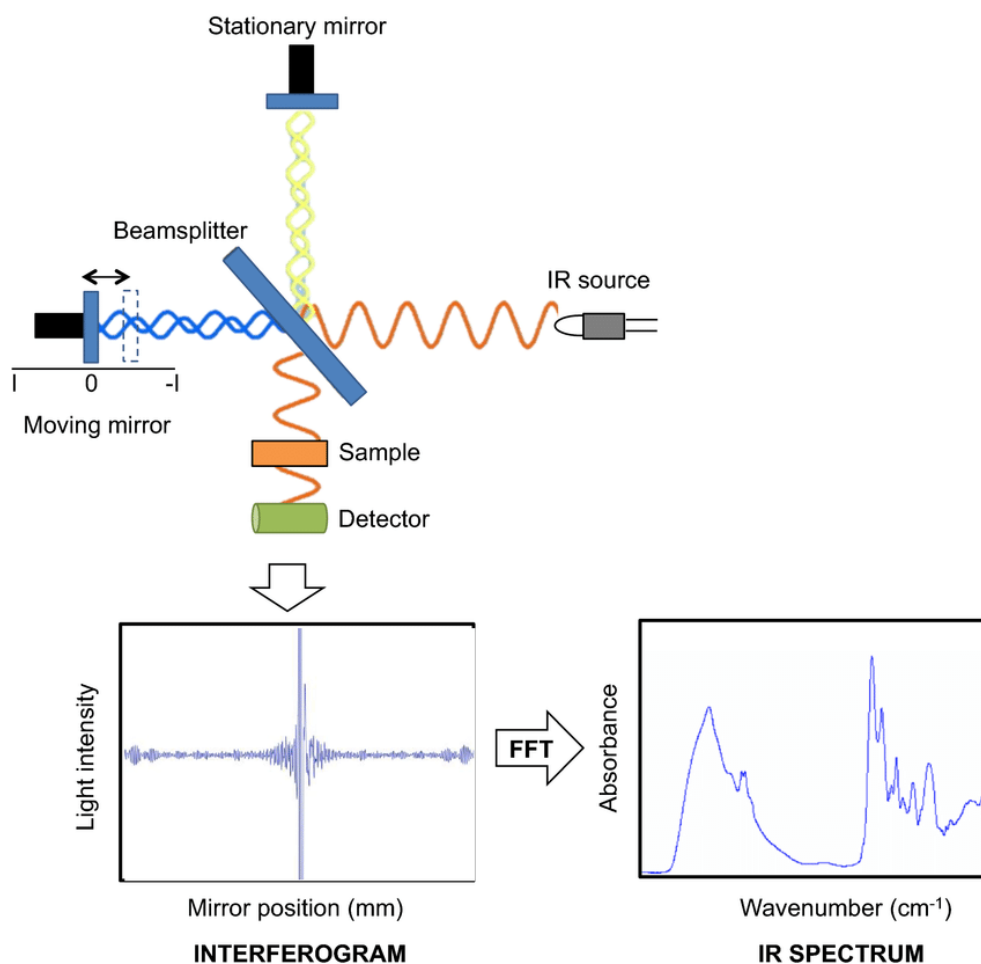 Stationary mirror
Beamsplitter
IR source
l 0 -l
Moving mirror
Sample
Detector
Light intensity
FFT
Absorbance
Mirror position (mm)
Wavenumber (cm⁻¹)
INTERFEROGRAM
IR SPECTRUM